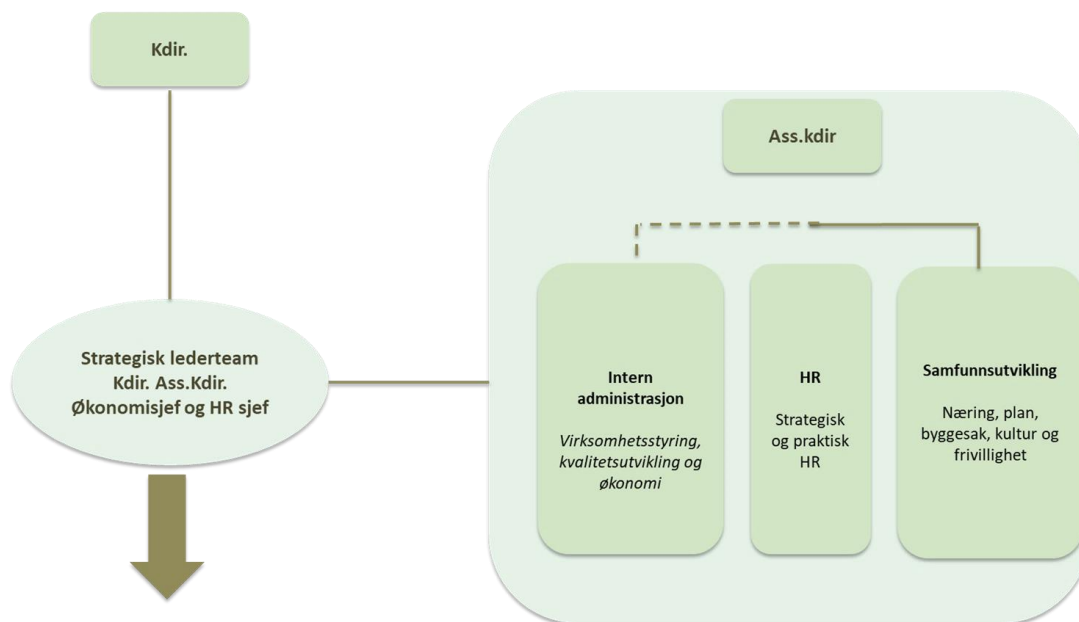 Kdir.
Ass.kdir
Strategisk lederteam
Kdir. Ass.Kdir.
Økonomisjef og HR sjef
Intern
administrasjon
Virksomhetsstyring,
kvalitetsutvikling og
økonomi
HR
Strategisk
og praktisk
HR
Samfunnsutvikling
Næring, plan,
byggesak, kultur og
frivillighet